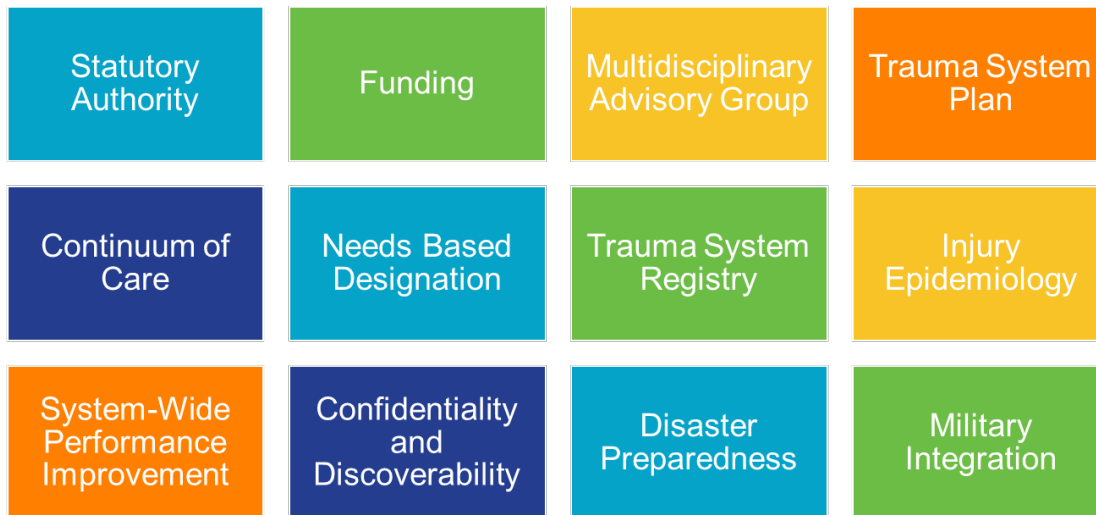 Statutory
Authority
Funding
Multidisciplinary
Advisory Group
Trauma System
Plan
Continuum of
Care
Needs Based
Designation
Trauma System
Registry
Injury
Epidemiology
System-Wide
Performance
Improvement
Confidentiality
and
Discoverability
Disaster
Preparedness
Military
Integration